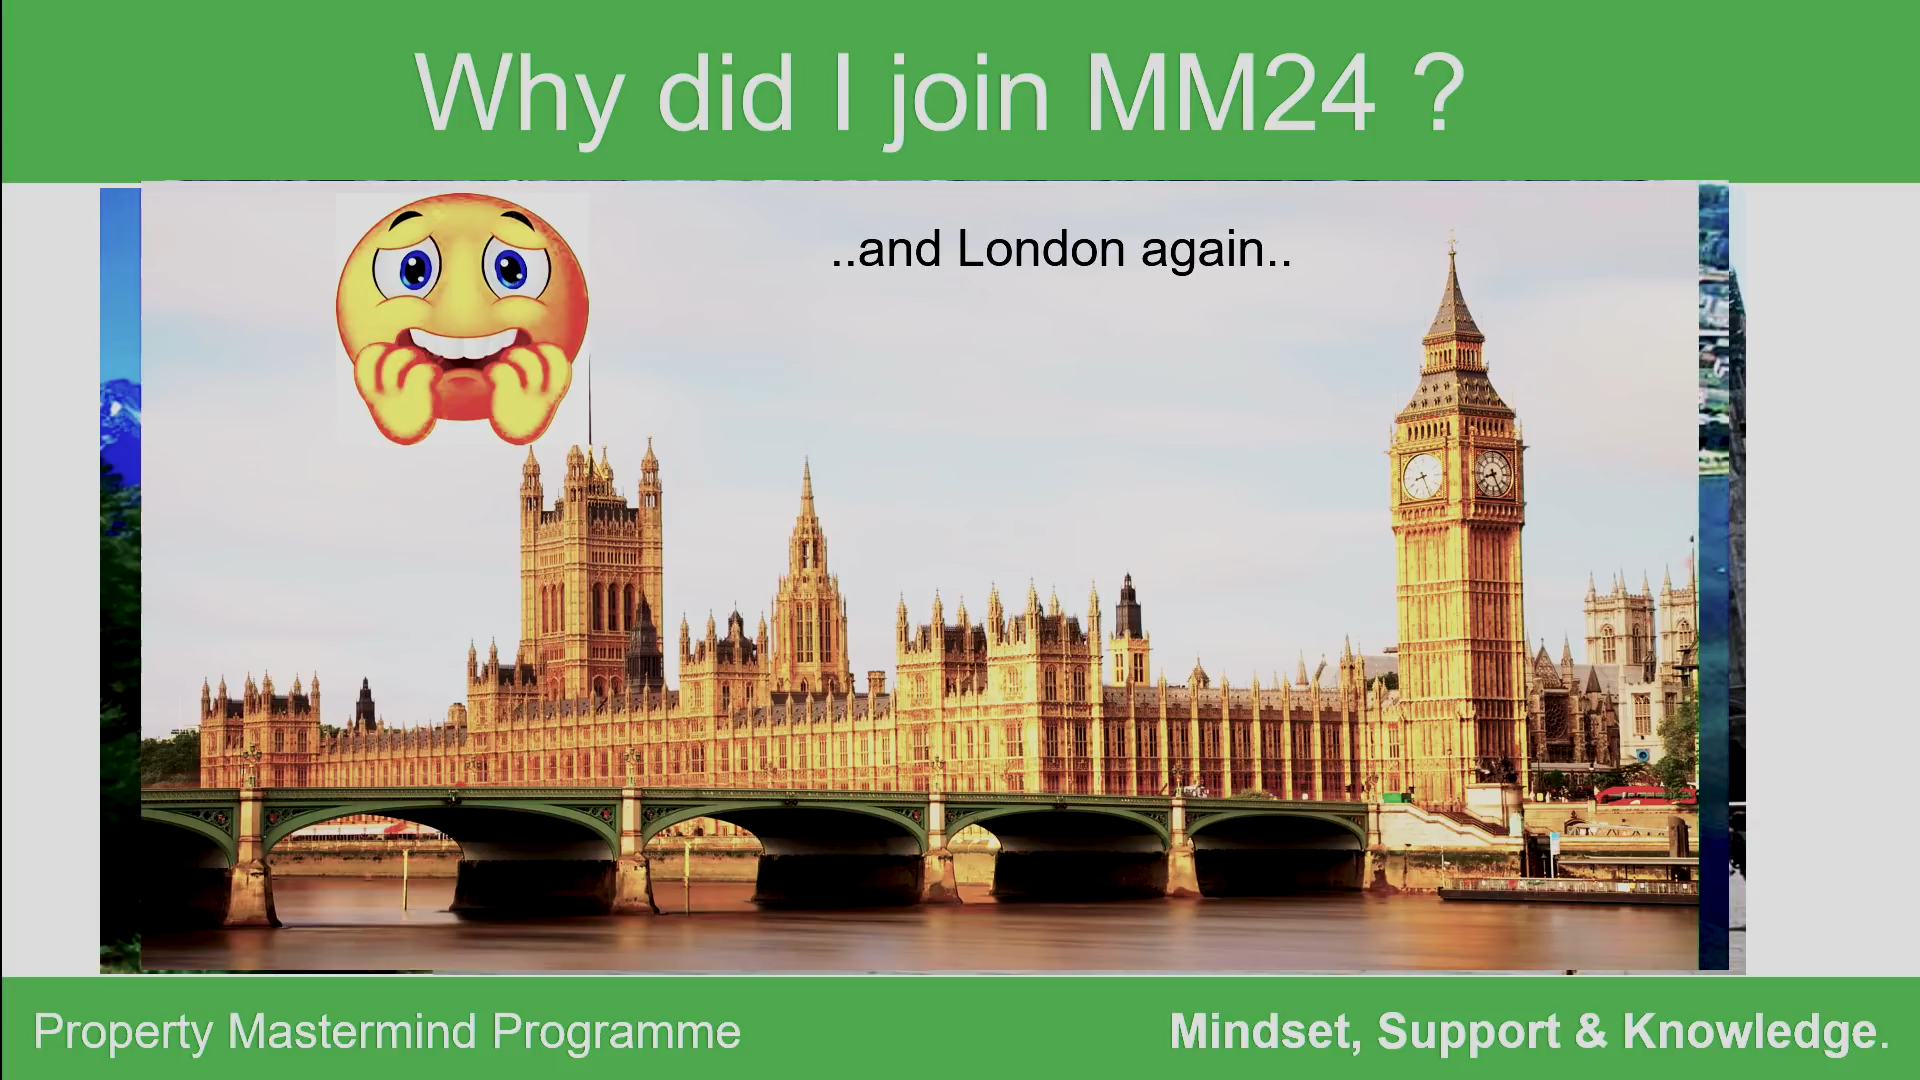 Why did I join MM24 ?
..and London again..
Property Mastermind Programme
Mindset, Support & Knowledge.